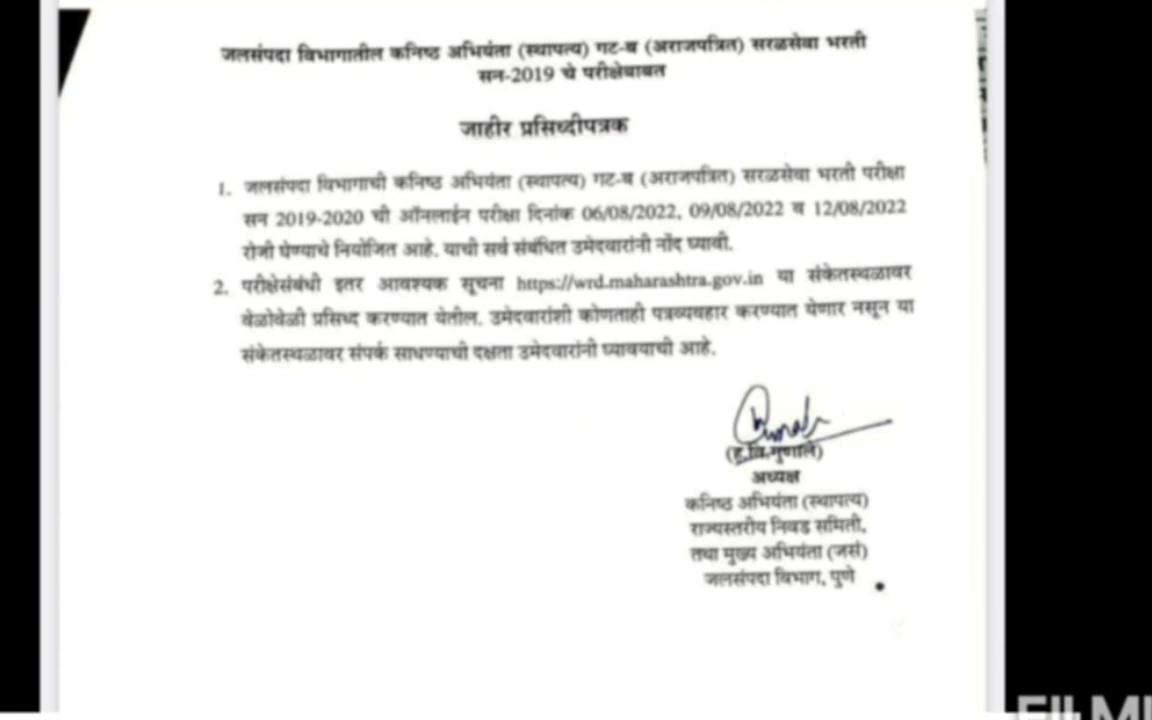 जलसंपदा विभागातील कनिष्ठ अभियंता (स्थापत्य) गट-ब (अराजपत्रित) सरळसेवा भरती
सन-2019 चे परीक्षेबाबत
जाहीर प्रसिध्दीपत्रक
1. जलसंपदा विभागाची कनिष्ठ अभियंता (स्थापत्य) गट-ब (अराजपत्रित) सरळसेवा भरती परीक्षा
सन 2019-2020 ची ऑनलाईन परीक्षा दिनांक 06/08/2022, 09/08/2022 व 12/08/2022
रोजी घेण्याचे नियोजित आहे. याची सर्व संबंधित उमेदवारांनी नोंद घ्यावी.
2. परीक्षेसंबंधी इतर आवश्यक सूचना https://wrd.maharashtra.gov.in या संकेतस्थळावर
वेळोवेळी प्रसिध्द करण्यात येतील. उमेदवारांशी कोणताही पत्रव्यवहार करण्यात येणार नसून या
संकेतस्थळावर संपर्क साधण्याची दक्षता उमेदवारांनी घ्यावयाची आहे.
(ह.वि.गुणाले)
अध्यक्ष
कनिष्ठ अभियंता (स्थापत्य)
राज्यस्तरीय निवड समिती,
तथा मुख्य अभियंता (जसं)
जलसंपदा विभाग, पुणे